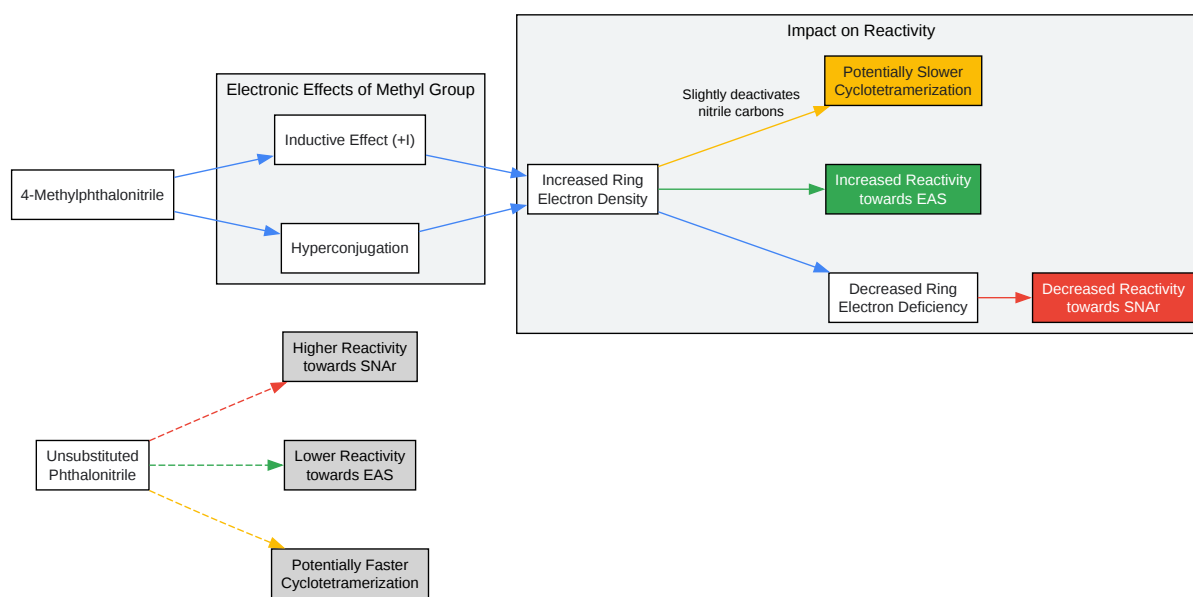 Impact on Reactivity
Electronic Effects of Methyl Group
4-Methylphthalonitrile
Inductive Effect (+I)
Hyperconjugation
Increased Ring
Electron Density
Slightly deactivates
nitrile carbons
Potentially Slower
Cyclotetramerization
Increased Reactivity
towards EAS
Decreased Ring
Electron Deficiency
Decreased Reactivity
towards SNAr
Unsubstituted
Phthalonitrile
Higher Reactivity
towards SNAr
Lower Reactivity
towards EAS
Potentially Faster
Cyclotetramerization